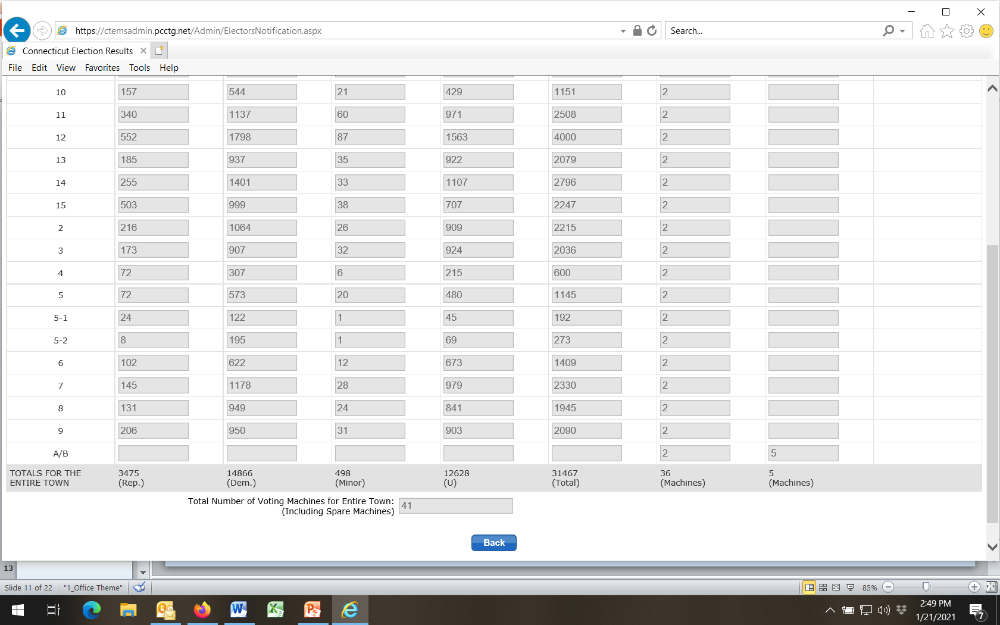 https://ctemsadmin.pcctg.net/Admin/ElectorsNotification.aspx
Search...
Connecticut Election Results
File Edit View Favorites Tools Help
10 157 544 21 429 1151 2
11 340 1137 60 971 2508 2
12 552 1798 87 1563 4000 2
13 185 937 35 922 2079 2
14 255 1401 33 1107 2796 2
15 503 999 38 707 2247 2
2 216 1064 26 909 2215 2
3 173 907 32 924 2036 2
4 72 307 6 215 600 2
5 72 573 20 480 1145 2
5-1 24 122 1 45 192 2
5-2 8 195 1 69 273 2
6 102 622 12 673 1409 2
7 145 1178 28 979 2330 2
8 131 949 24 841 1945 2
9 206 950 31 903 2090 2
A/B 2 5
TOTALS FOR THE 3475 14866 498 12628 31467 36 5
ENTIRE TOWN (Rep.) (Dem.) (Minor) (U) (Total) (Machines) (Machines)
Total Number of Voting Machines for Entire Town: 41
(Including Spare Machines)
Back
13
Slide 11 of 22 "1_Office Theme" 85%
2:49 PM
1/21/2021
7